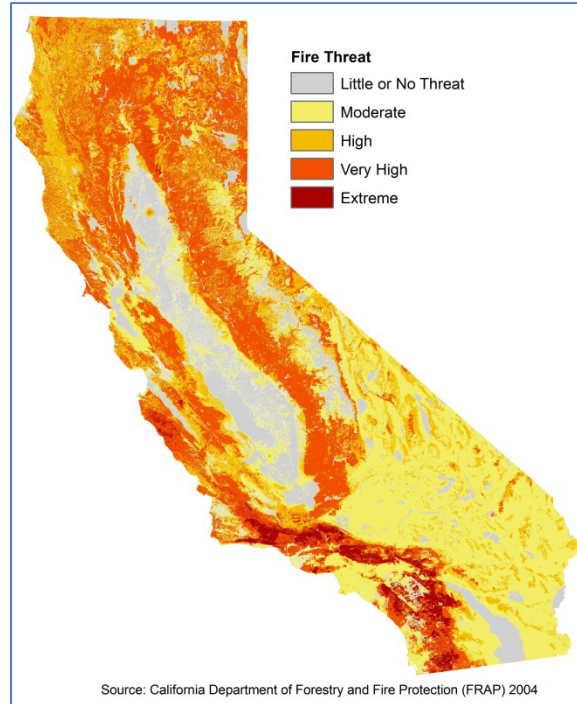 Fire Threat
Little or No Threat
Moderate
High
Very High
Extreme
Source: California Department of Forestry and Fire Protection (FRAP) 2004